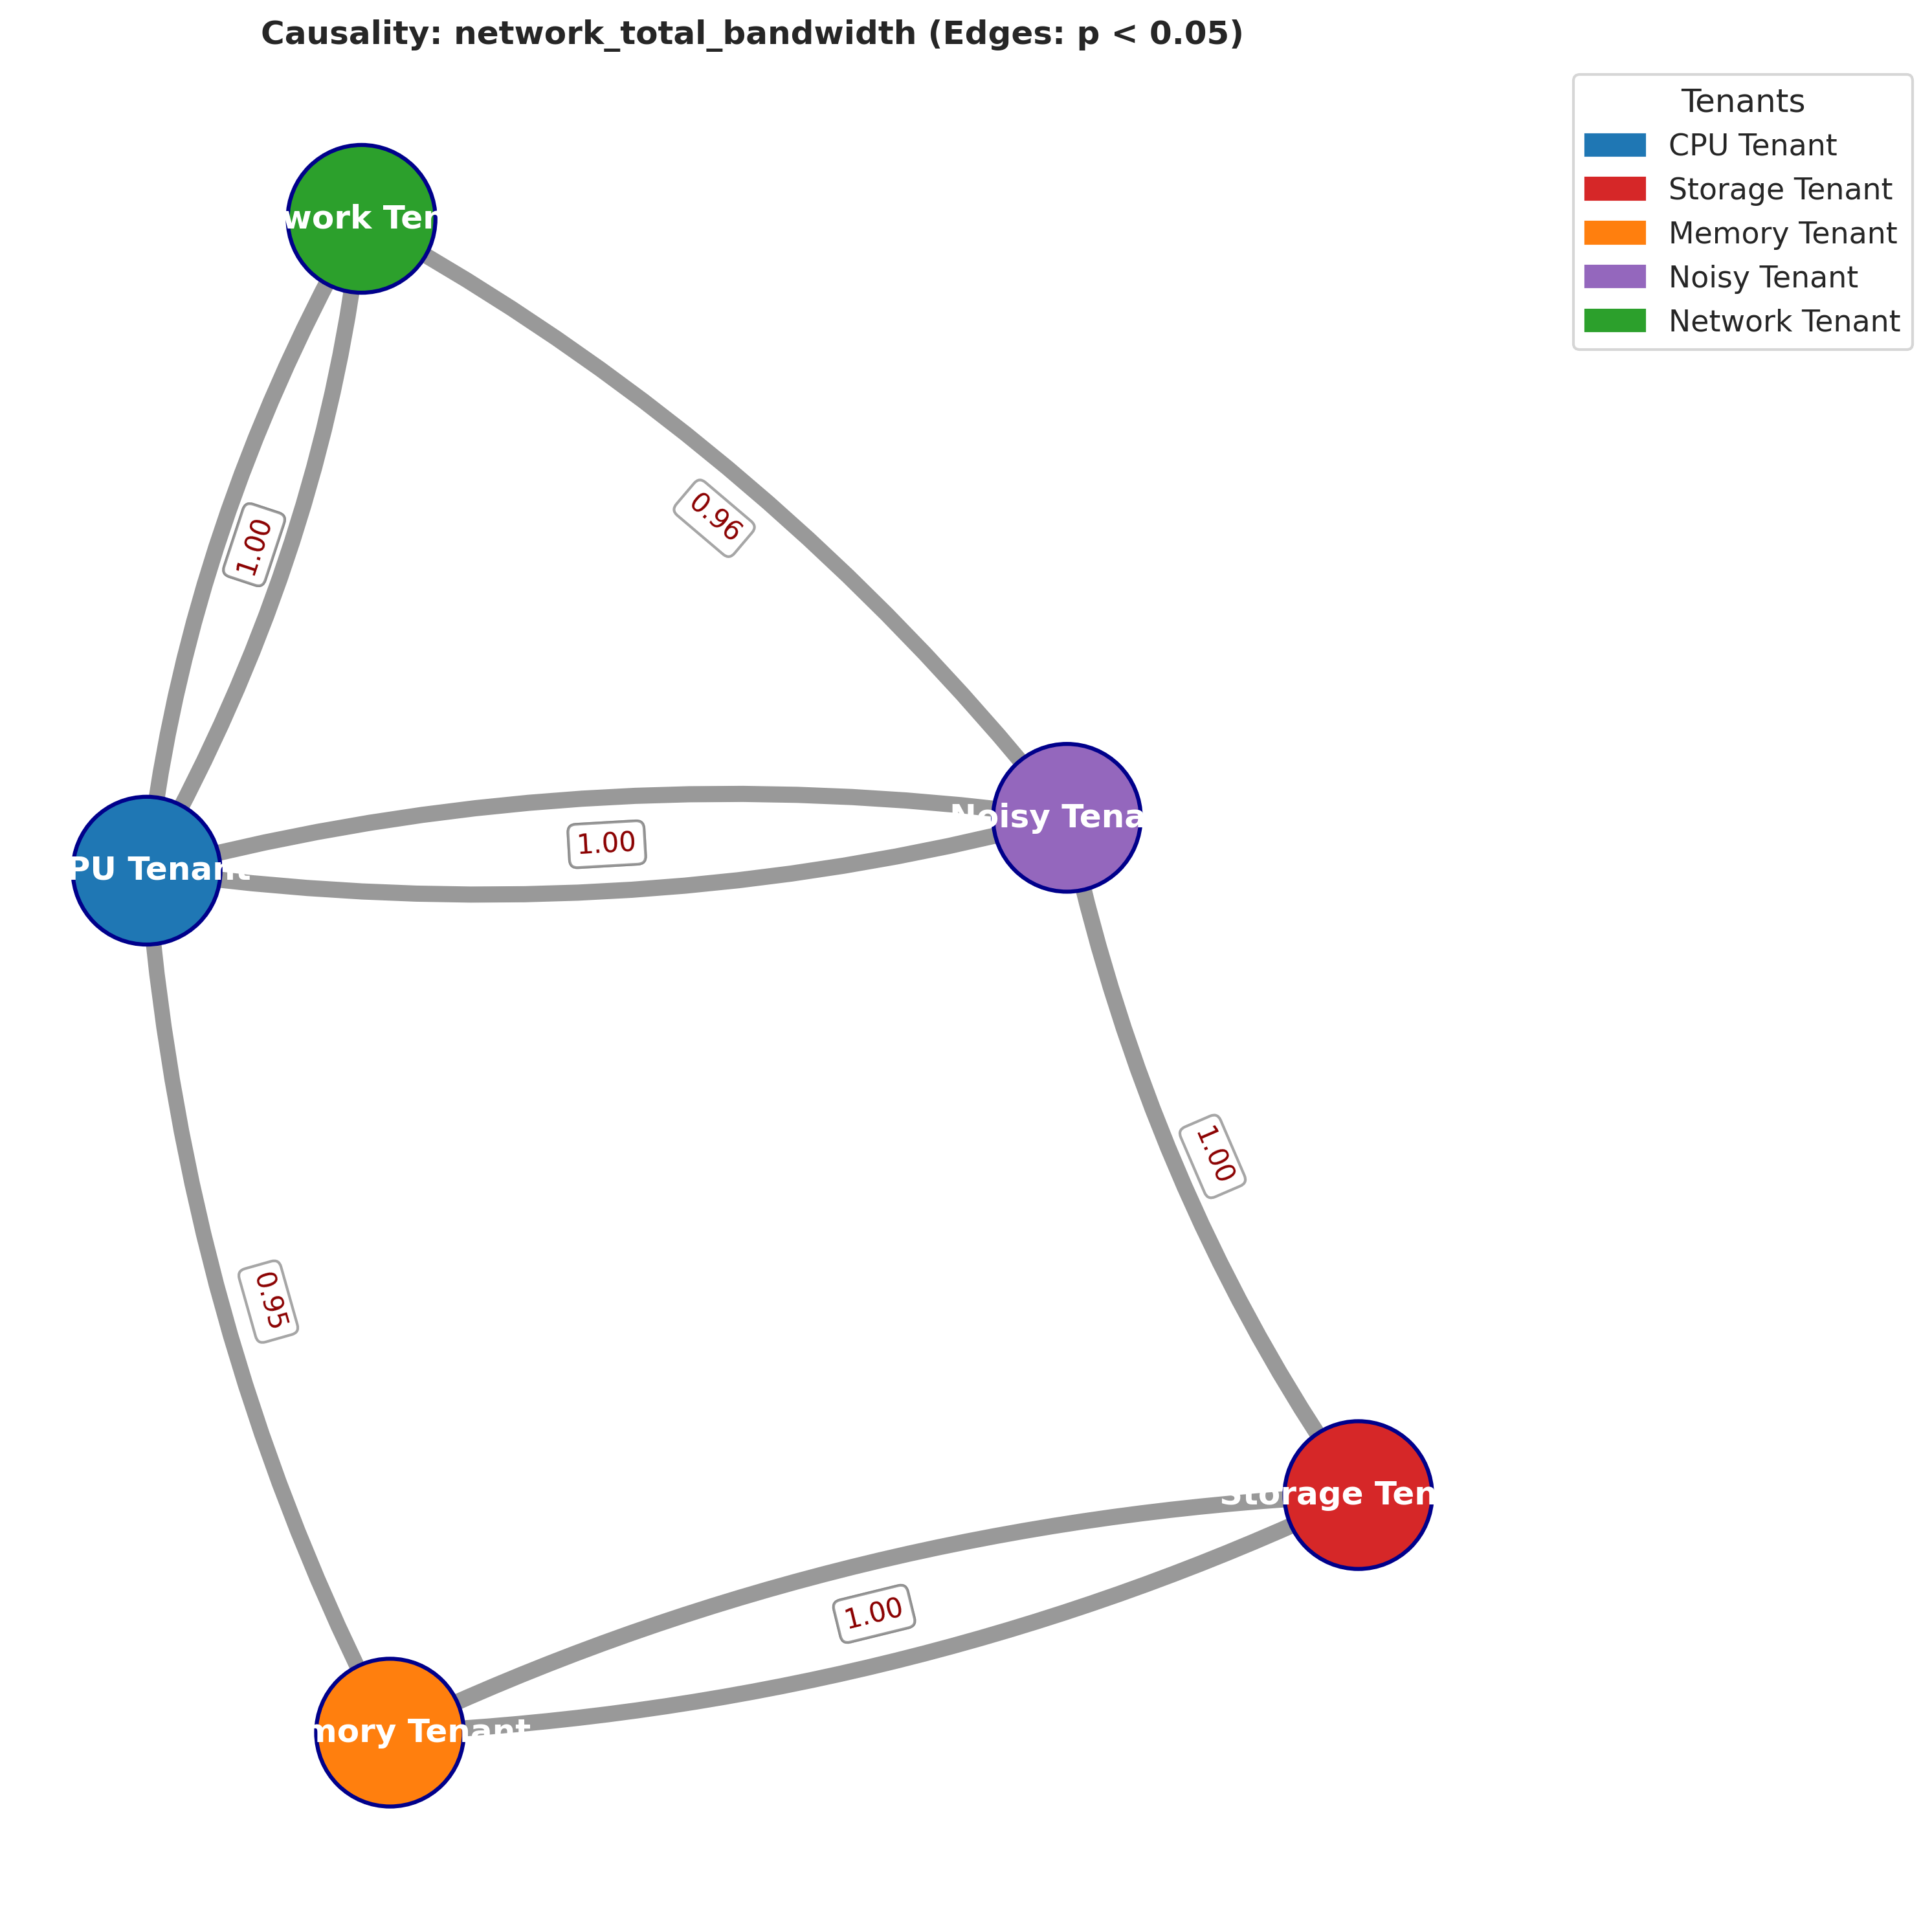 Causality: network_total_bandwidth (Edges: p < 0.05)
Tenants
CPU Tenant
Storage Tenant
Memory Tenant
Noisy Tenant
Network Tenant
work Ten
0.96
1.00
Noisy Tena
1.00
PU Tenant
1.00
0.95
Storage Ten
1.00
mory Tenant